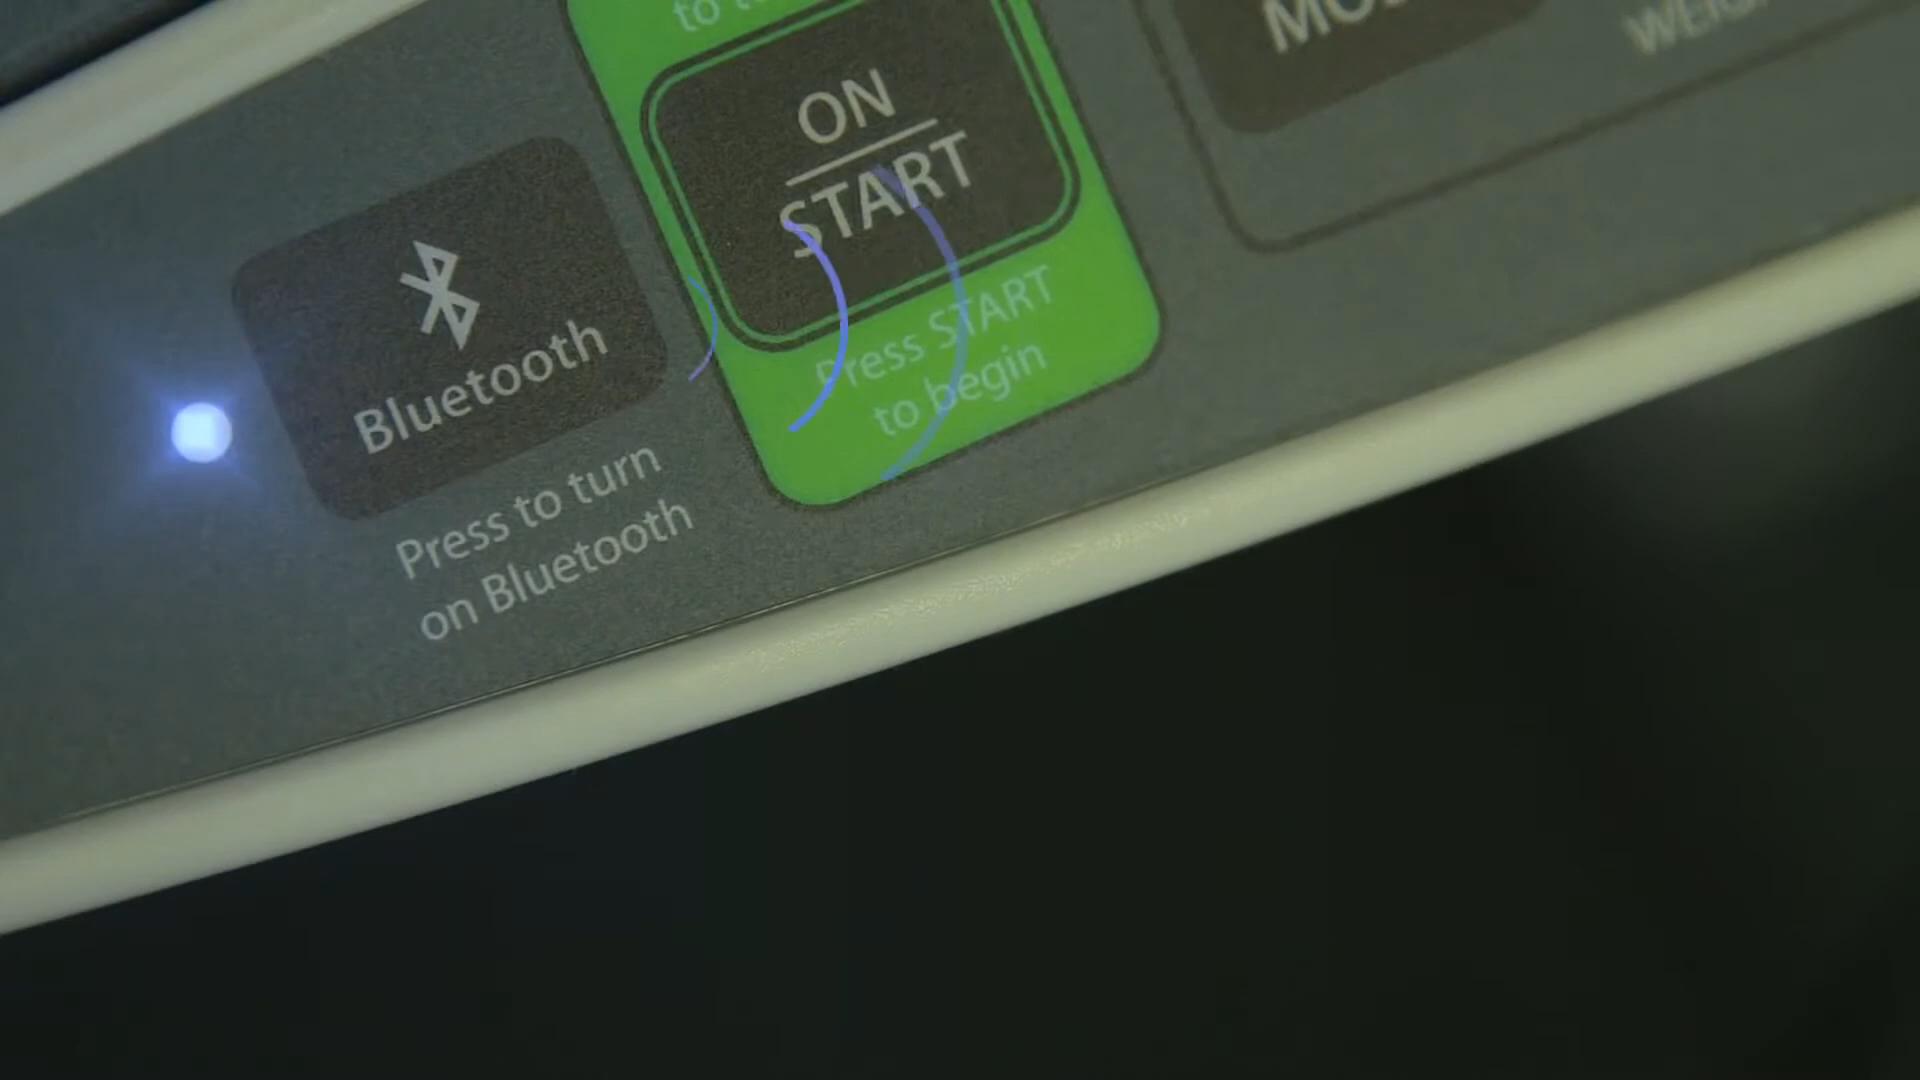 ON
START
Press START
to begin
Bluetooth
Press to turn
on Bluetooth